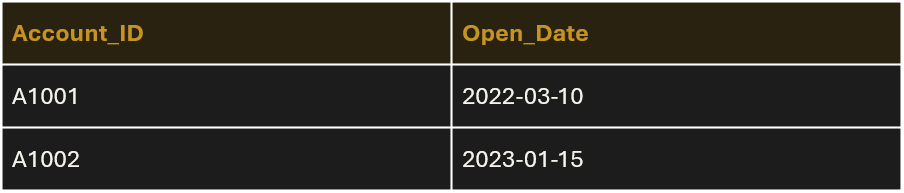 Account_ID Open_Date
A1001 2022-03-10
A1002 2023-01-15